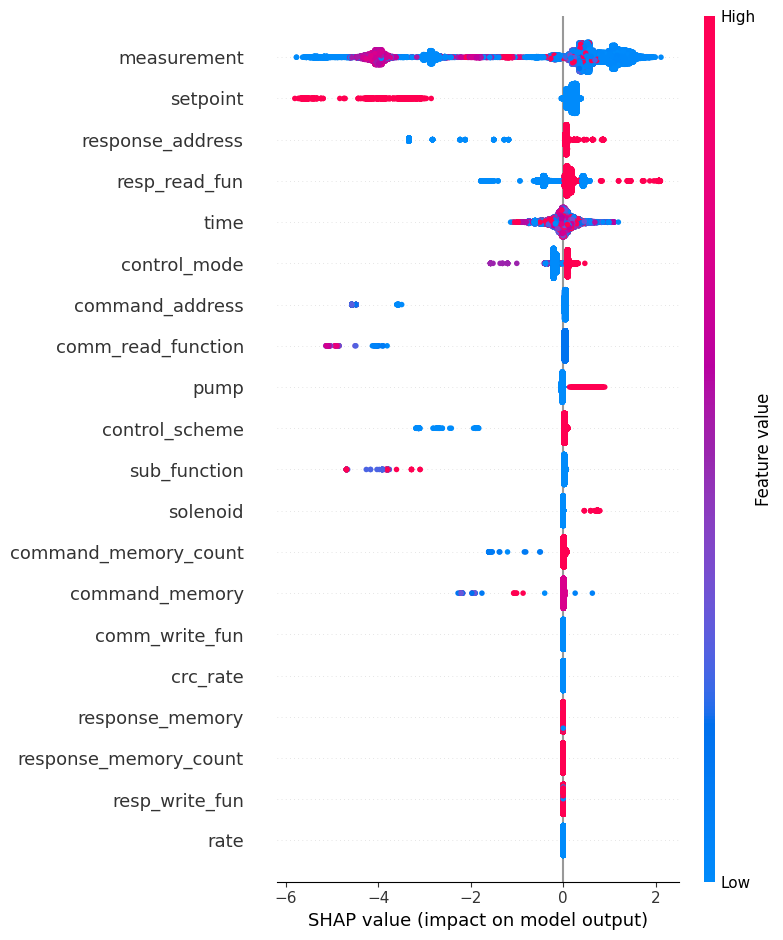 High
measurement
setpoint
response_address
resp_read_fun
time
control_mode
command_address
comm_read_function
pump
control_scheme
sub_function
solenoid
command_memory_count
command_memory
comm_write_fun
crc_rate
response_memory
response_memory_count
resp_write_fun
rate
Feature value
Low
−6 −4 −2 0 2
SHAP value (impact on model output)